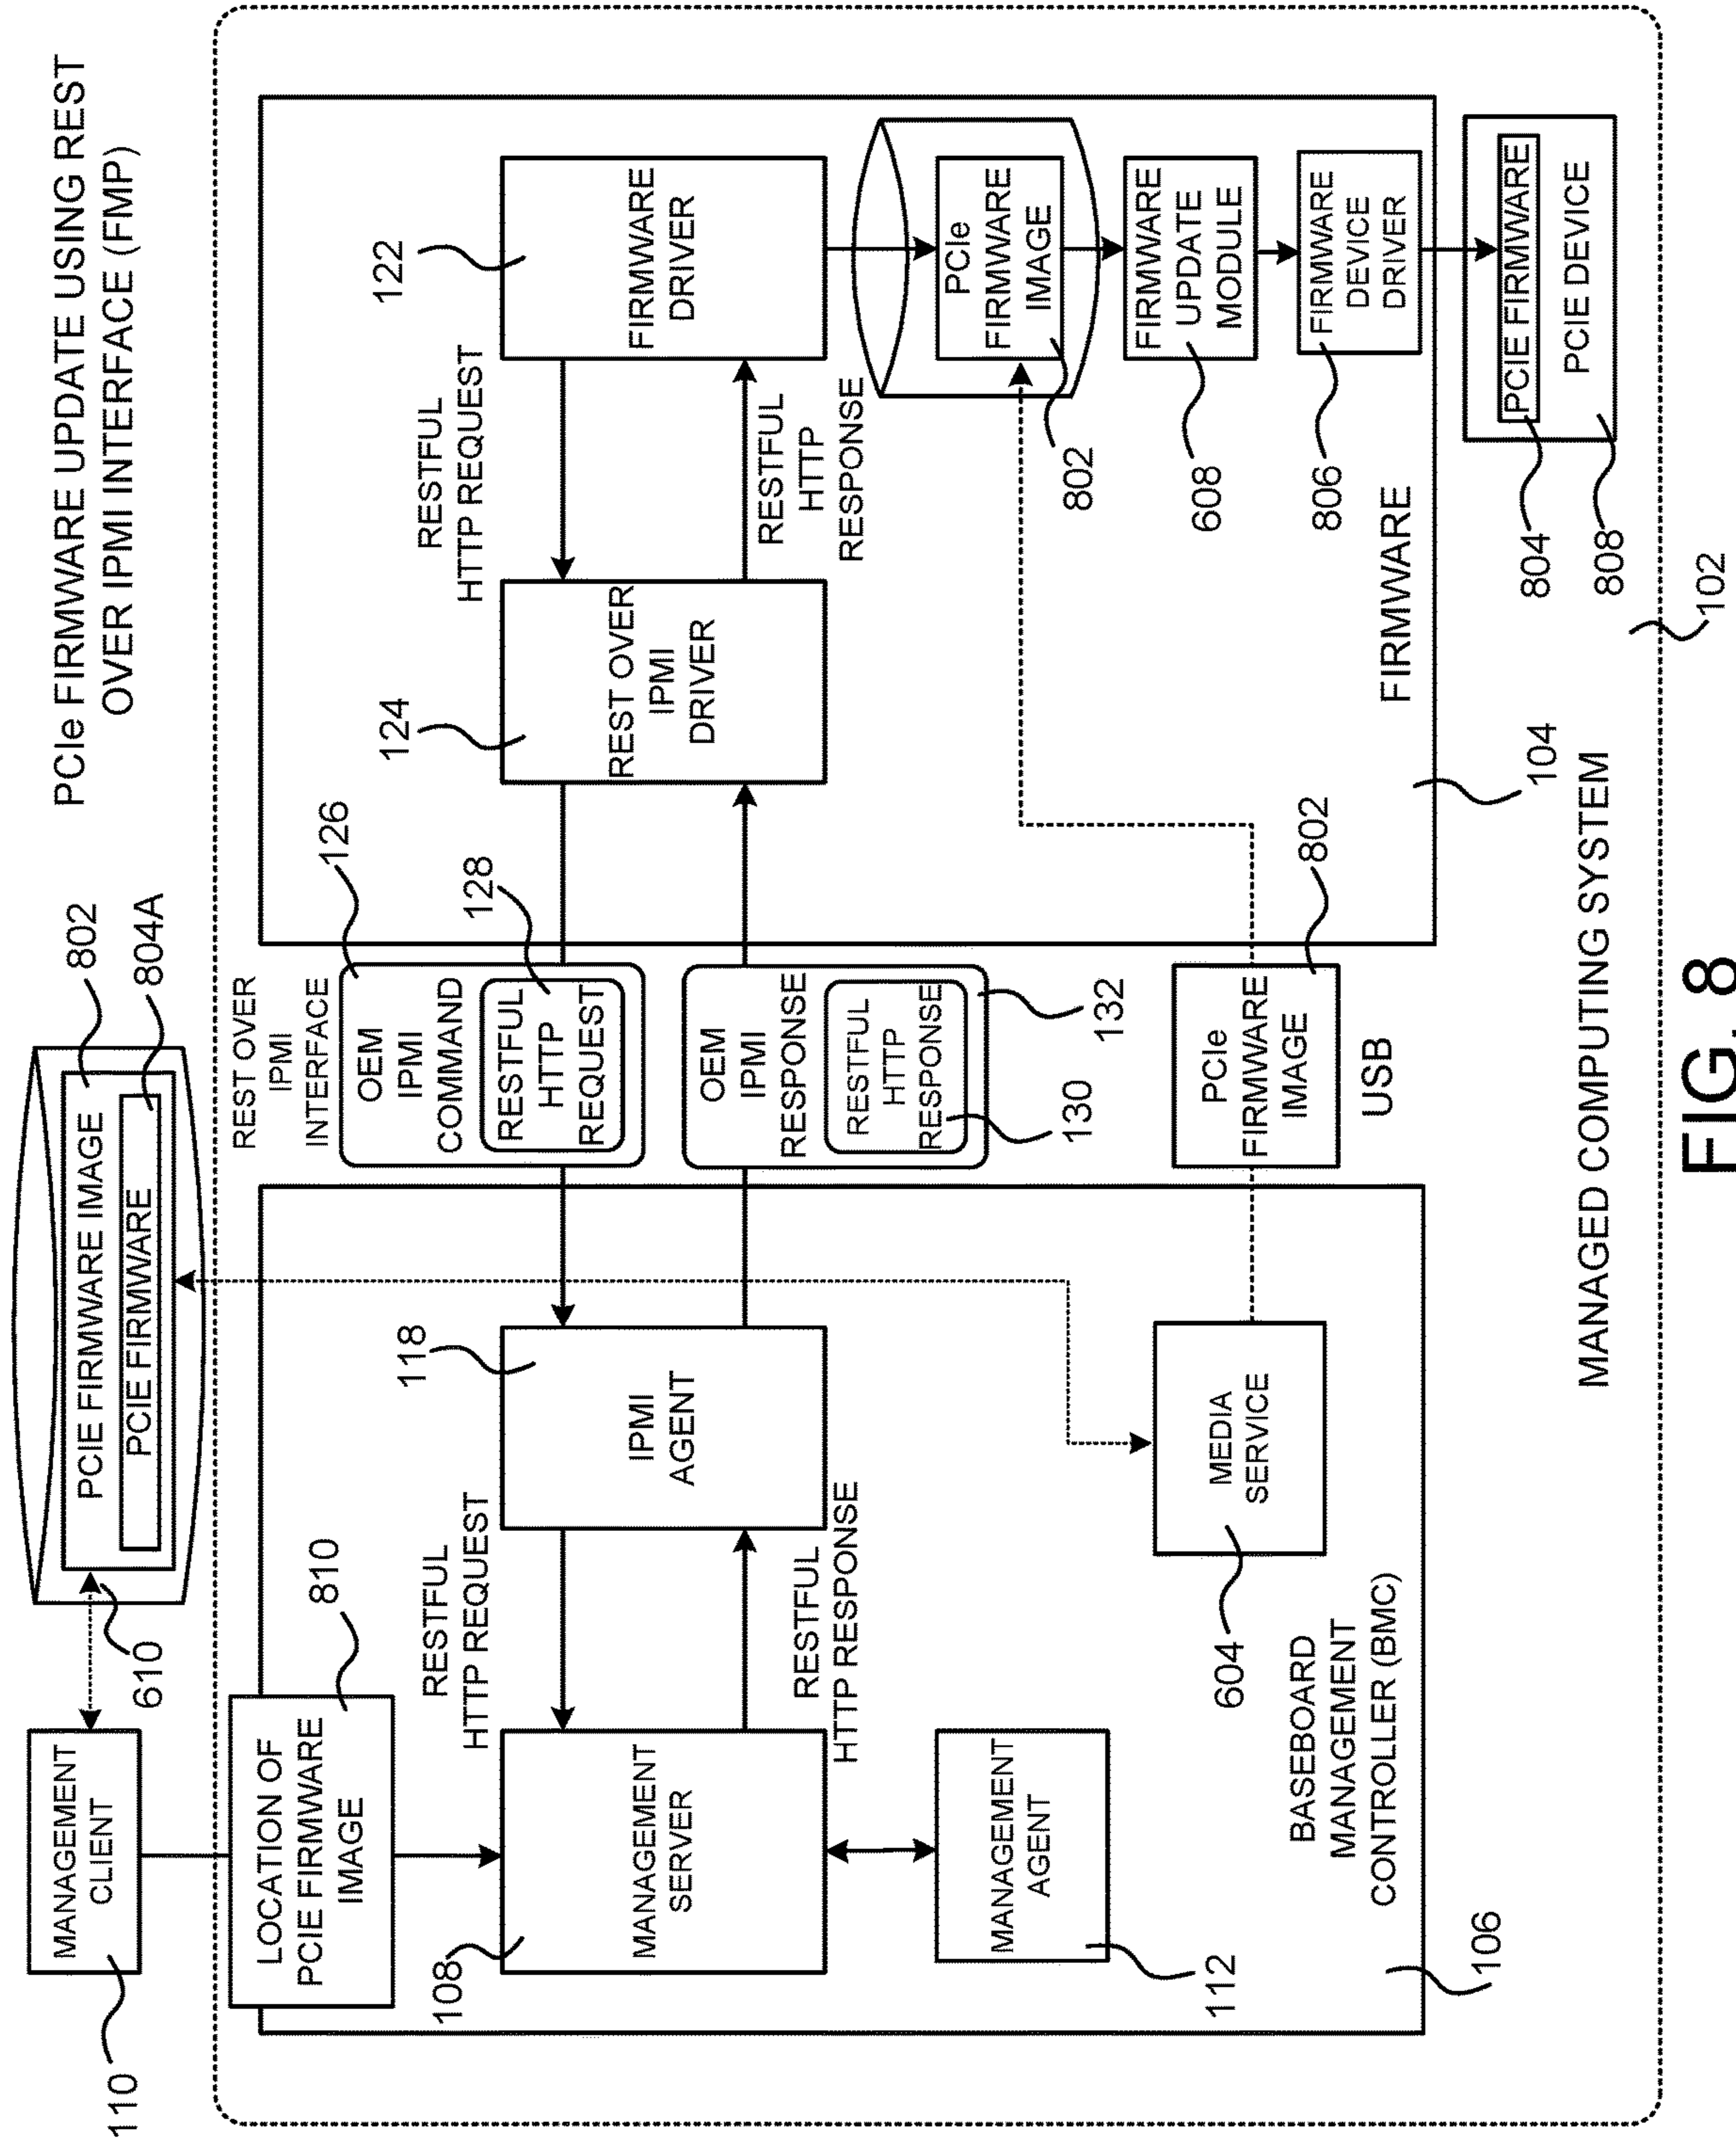 PCIe FIRMWARE UPDATE USING REST
OVER IPMI INTERFACE (FMP)
110
MANAGEMENT
CLIENT
610
PCIE FIRMWARE IMAGE
PCIE FIRMWARE
802
804A
LOCATION OF
PCIE FIRMWARE
IMAGE
810
REST OVER
IPMI
INTERFACE
126
OEM
IPMI
COMMAND
128
RESTFUL
HTTP
REQUEST
108
MANAGEMENT
SERVER
RESTFUL
HTTP REQUEST
RESTFUL
HTTP RESPONSE
118
IPMI
AGENT
OEM
IPMI
RESPONSE
RESTFUL
HTTP
RESPONSE
130
132
124
REST OVER
IPMI
DRIVER
RESTFUL
HTTP REQUEST
RESTFUL
HTTP
RESPONSE
122
FIRMWARE
DRIVER
PCIe
FIRMWARE
IMAGE
802
MANAGEMENT
AGENT
112
604
MEDIA
SERVICE
PCIe
FIRMWARE
IMAGE
802
USB
FIRMWARE
UPDATE
MODULE
608
FIRMWARE
DEVICE
DRIVER
806
BASEBOARD
MANAGEMENT
CONTROLLER (BMC)
106
FIRMWARE
104
PCIE FIRMWARE
PCIE DEVICE
804
808
MANAGED COMPUTING SYSTEM
102
FIG. 8